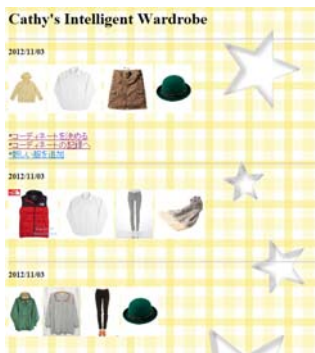 Cathy's Intelligent Wardrobe
2012/11/03
*コーディネートを決める
*コーディネートの記録へ
*新しい服を追加
2012/11/03
2012/11/03